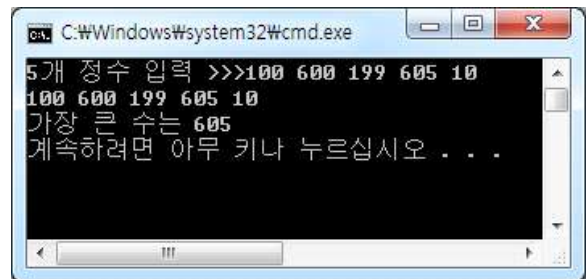 C:₩Windows₩system32₩cmd.exe
5개 정수 입력 >>>100 600 199 605 10
100 600 199 605 10
가장 큰 수는 605
계속하려면 아무 키나 누르십시오 . . .